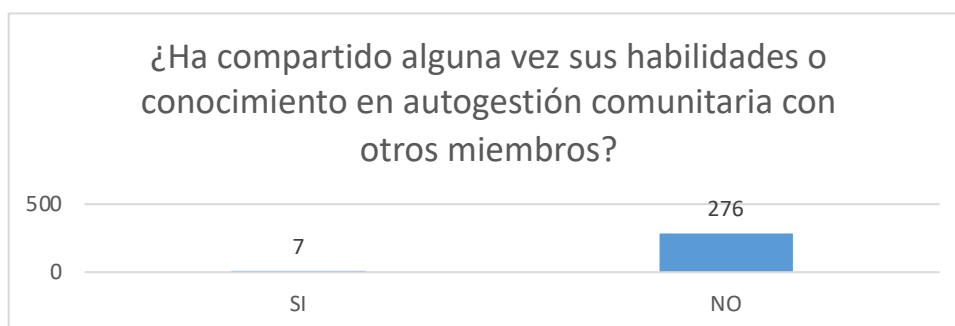 ¿Ha compartido alguna vez sus habilidades o
conocimiento en autogestión comunitaria con
otros miembros?
500
276
7
0
SI
NO